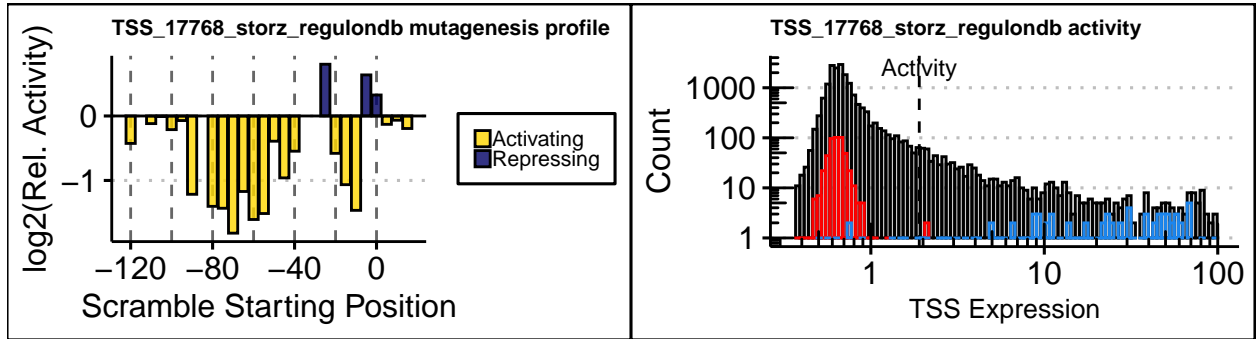 TSS_17768_storz_regulondb mutagenesis profile
log2(Rel. Activity)
0
−1
−120
−80
−40
0
Scramble Starting Position
Activating
Repressing
TSS_17768_storz_regulondb activity
Activity
Count
1000
100
10
1
1
10
100
TSS Expression